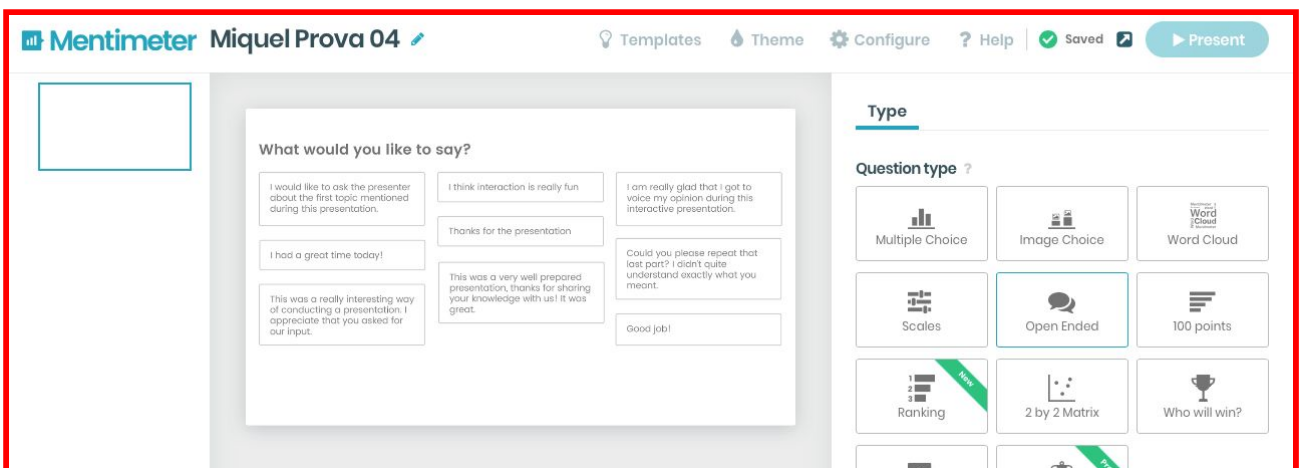 Mentimeter Miquel Prova 04 Templates Theme Configure ? Help Saved Present
What would you like to say?
I would like to ask the presenter
about the first topic mentioned
during this presentation.
I had a great time today!
This was a really interesting way
of conducting a presentation. I
appreciate that you asked for
our input.
I think interaction is really fun
Thanks for the presentation
This was a very well prepared
presentation, thanks for sharing
your knowledge with us! It was
great.
I am really glad that I got to
voice my opinion during this
interactive presentation.
Could you please repeat that
last part? I didn't quite
understand exactly what you
meant.
Good job!
Type
Question type ?
Multiple Choice
Image Choice
Word
Cloud
Word Cloud
Scales
Open Ended
100 points
1
2
3
New
Ranking
2 by 2 Matrix
Who will win?